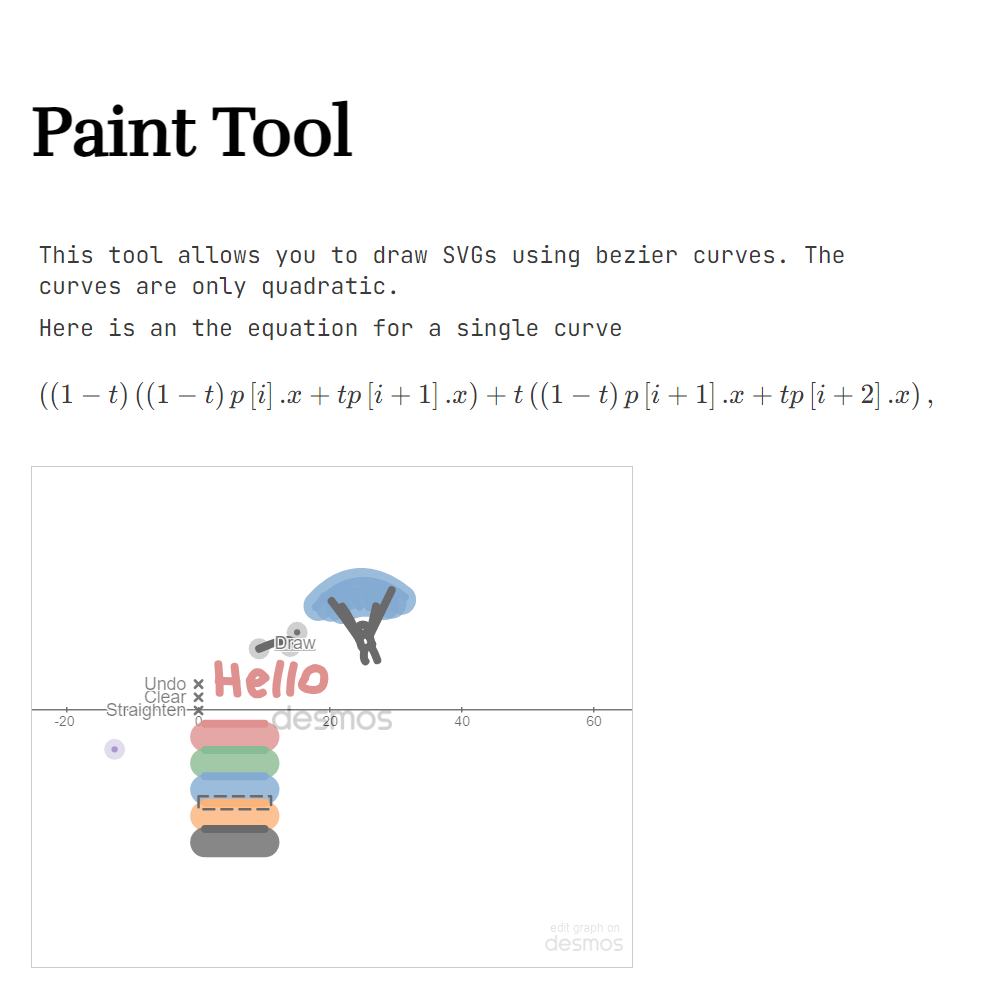 Paint Tool
This tool allows you to draw SVGs using bezier curves. The
curves are only quadratic.
Here is an the equation for a single curve
((1 − t) ((1 − t) p [i] .x + tp [i + 1] .x) + t ((1 − t) p [i + 1] .x + tp [i + 2] .x) ,
Draw
Hello
Undo
Clear
Straighten
-20 0 20 40 60
desmos
edit graph on
desmos